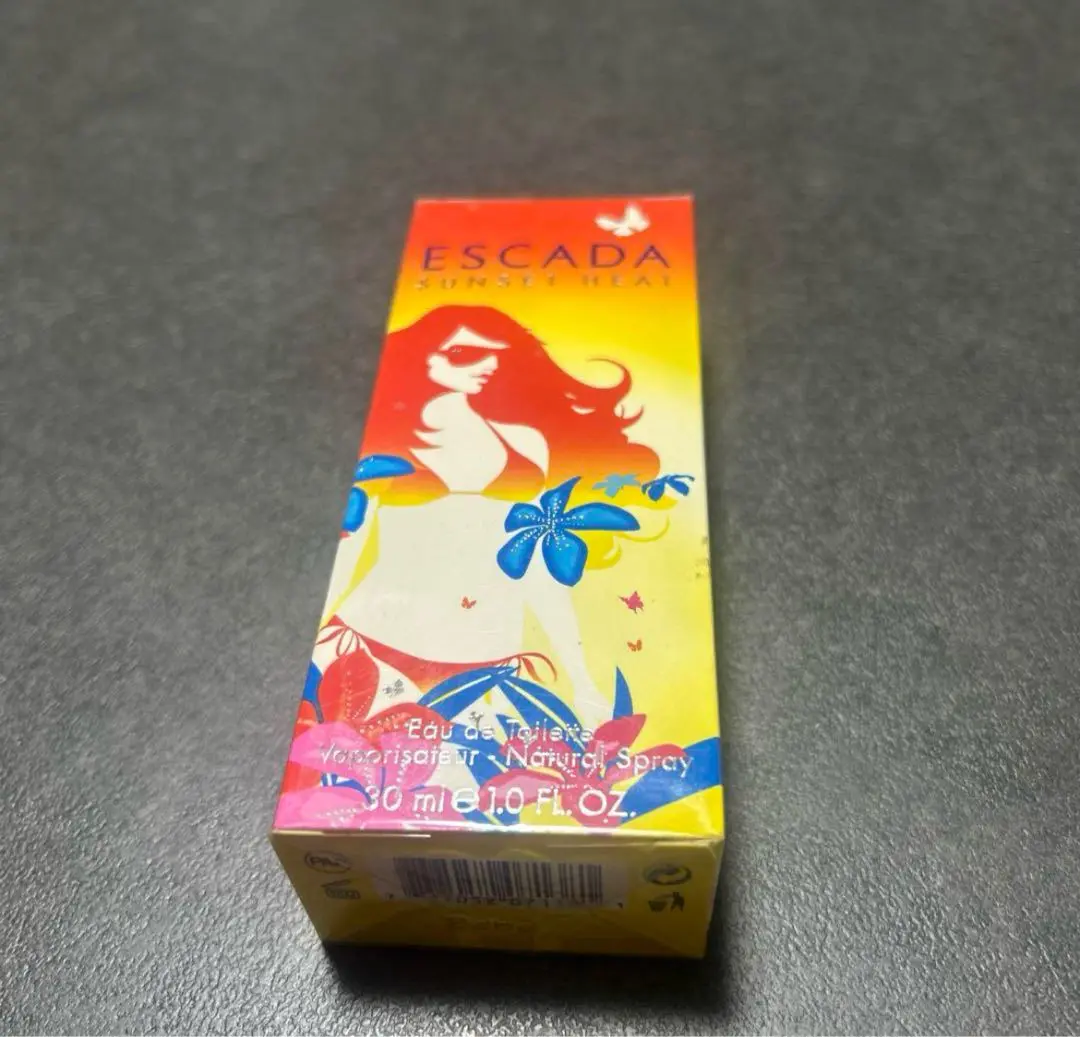 ESCADA
SUNSET HEAT
Eau de Toilette
Vaporisateur - Natural Spray
30 ml e 1.0 FL. OZ.